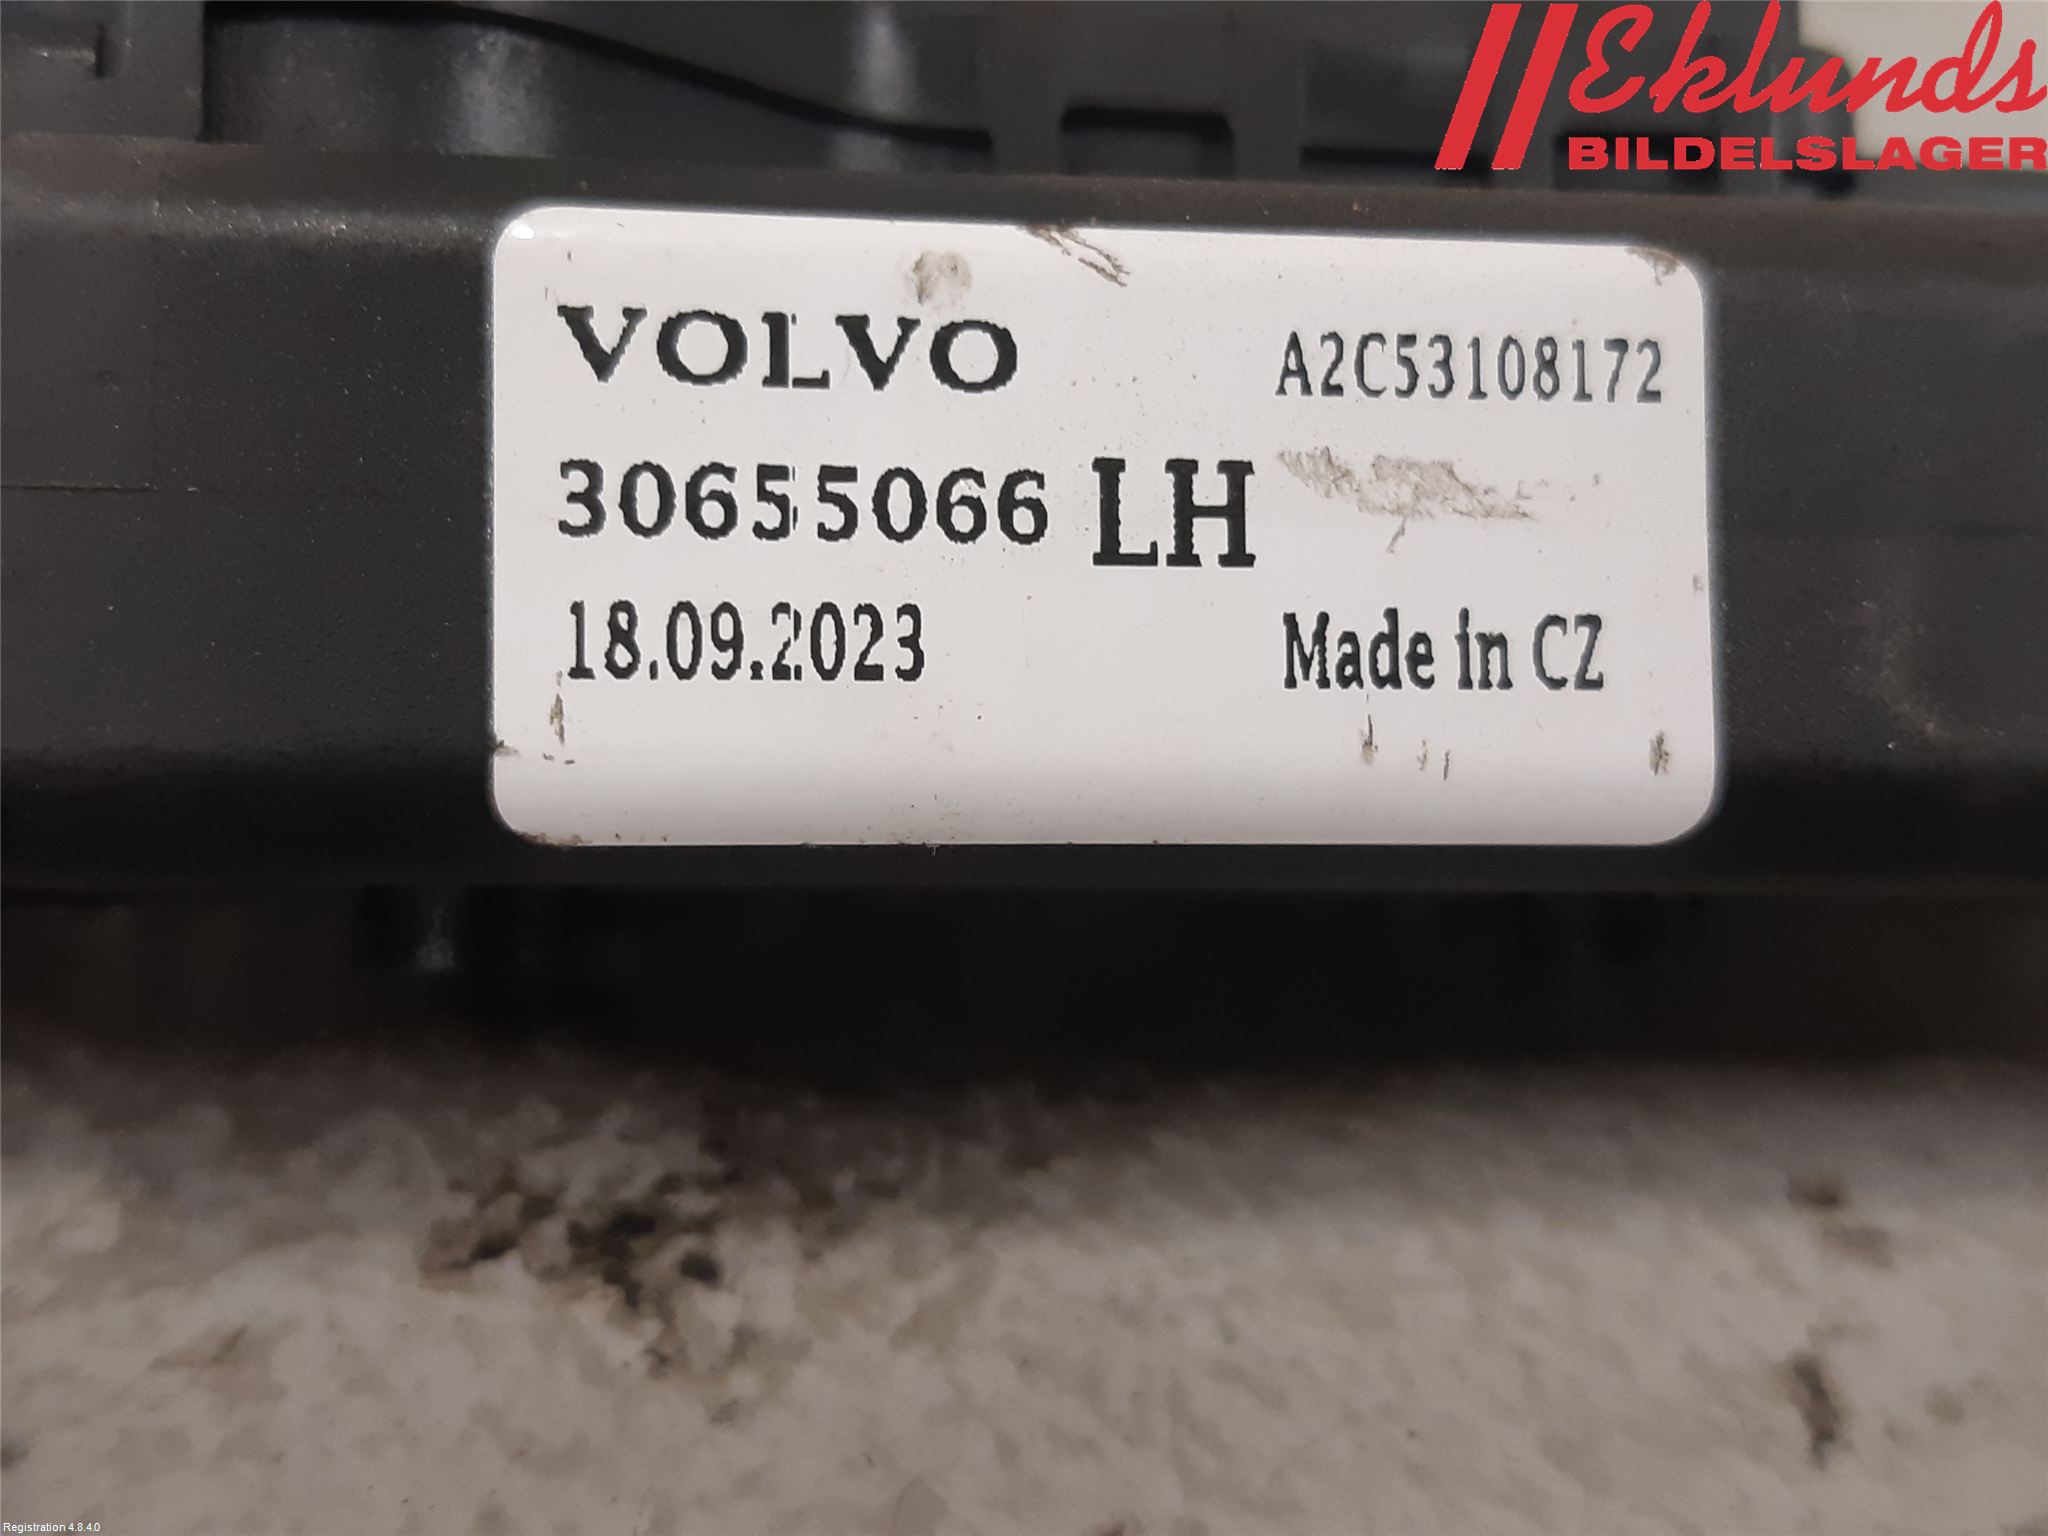 Eklunds
BILDELSLAGER
VOLVO A2C53108172
30655066 LH
18.09.2023 Made in CZ
Registration 4.8.4.0